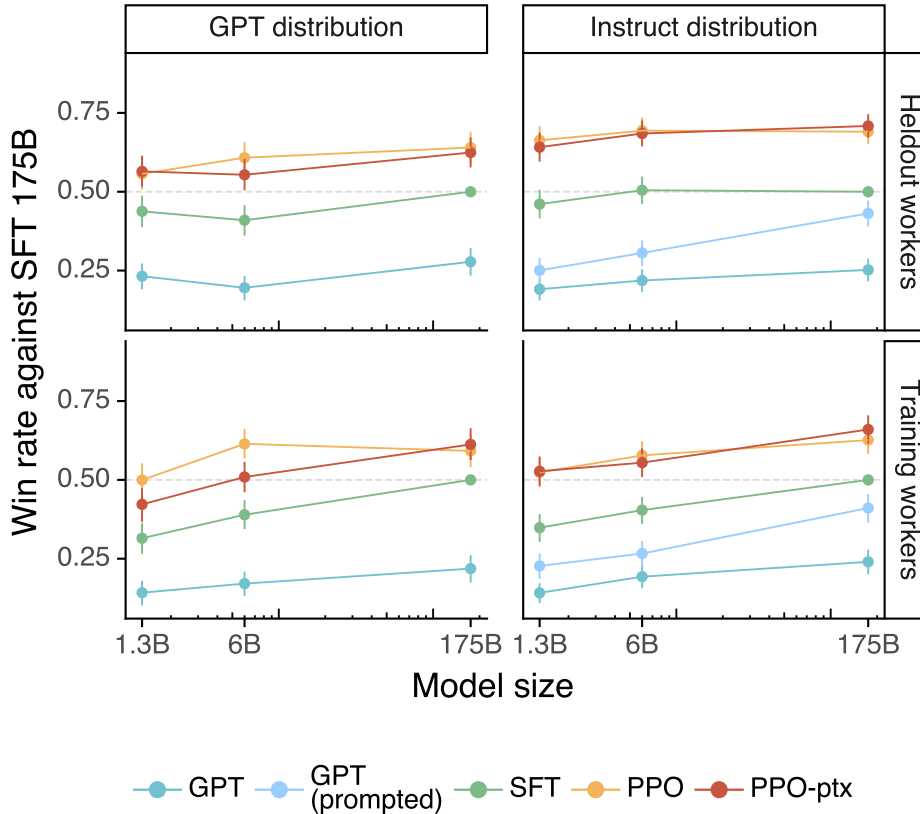 GPT distribution
Instruct distribution
Win rate against SFT 175B
0.75
0.50
0.25
Heldout workers
0.75
0.50
0.25
Training workers
1.3B
6B
175B
1.3B
6B
175B
Model size
GPT
GPT
(prompted)
SFT
PPO
PPO-ptx